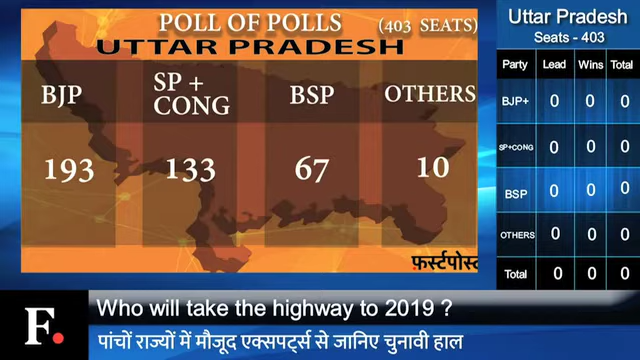 POLL OF POLLS (403 SEATS)
UTTAR PRADESH
BJP SP + CONG BSP OTHERS
193 133 67 10
फ़र्स्टपोस्ट
Uttar Pradesh
Seats - 403
Party Lead Wins Total
BJP+ 0 0 0
SP+CONG 0 0 0
BSP 0 0 0
OTHERS 0 0 0
Total 0 0 0
F.
Who will take the highway to 2019 ?
पांचों राज्यों में मौजूद एक्सपर्ट्स से जानिए चुनावी हाल